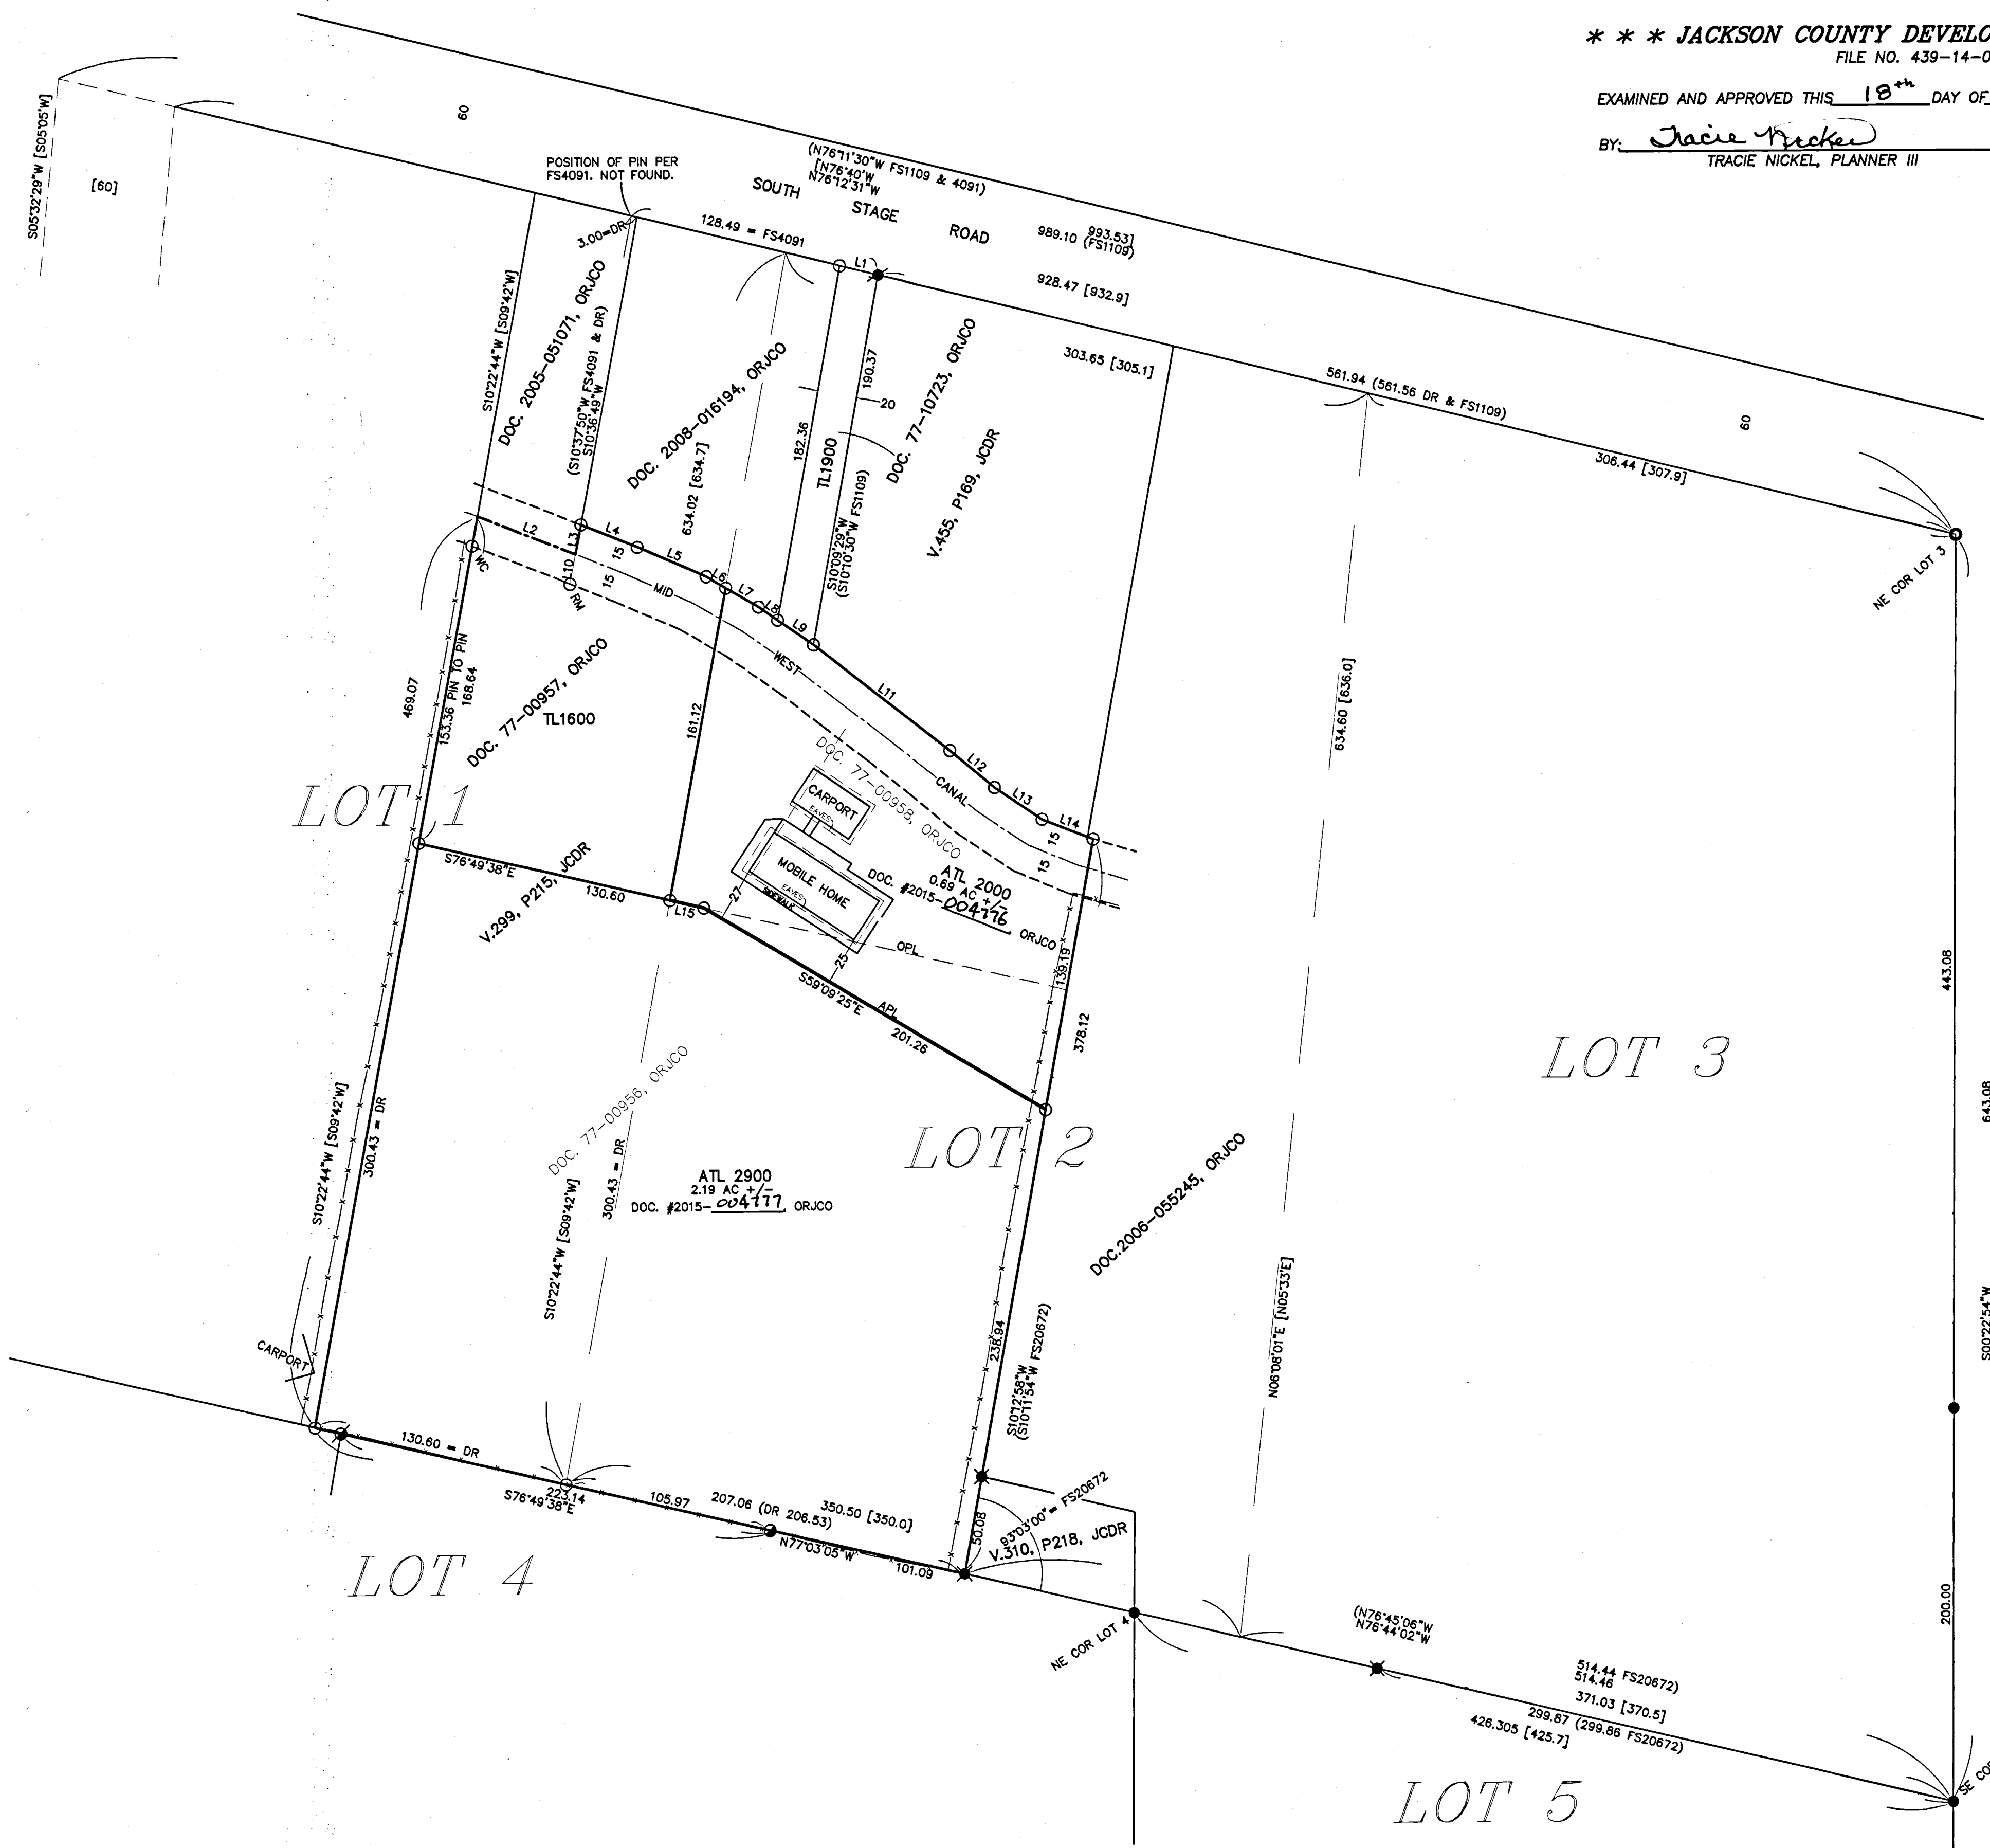 * * * JACKSON COUNTY DEVELO
FILE NO. 439-14-0
EXAMINED AND APPROVED THIS 18th DAY OF
BY: Tracie Nickel
TRACIE NICKEL, PLANNER III
S05°32'29"W [S05°05'W]
[60]
60
POSITION OF PIN PER
FS4091. NOT FOUND.
(N76°11'30"W FS1109 & 4091)
[N76°40'W
N76°12'31"W
SOUTH STAGE ROAD
993.53]
989.10 (FS1109)
3.00=DR
128.49 = FS4091
L1
928.47 [932.9]
303.65 [305.1]
561.94 (561.56 DR & FS1109)
60
306.44 [307.9]
NE COR LOT 3
S10°22'44"W [S09°42'W]
DOC. 2005-051071, ORJCO
(S10°37'50"W FS4091 & DR)
S10°36'49"W
DOC. 2008-016194, ORJCO
634.02 [634.7]
182.36
TL1900
190.37
20
DOC. 77-10723, ORJCO
S10°09'29"W
(S10°10'30"W FS1109)
V.455, P169, JCDR
L2
L3
L4
15
L5
L6
L7
L8
L9
L10
15
RM
WC
MID
WEST
CANAL
L11
L12
L13
L14
15
15
469.07
153.36 PIN TO PIN
168.64
DOC. 77-00957, ORJCO
TL1600
161.12
634.60 [636.0]
LOT 1
DOC. 77-00958, ORJCO
CARPORT
EAVES
MOBILE HOME
EAVES
SIDEWALK
ATL 2000
0.69 AC +/-
DOC. #2015-004776, ORJCO
S76°49'38"E
130.60
L15
V.299, P215, JCDR
27
25
OPL
139.19
S59°09'25"E
APL
201.26
378.12
443.08
LOT 3
643.08
LOT 2
S10°22'44"W [S09°42'W]
300.43 = DR
DOC. 77-00956, ORJCO
S10°22'44"W [S09°42'W]
300.43 = DR
ATL 2900
2.19 AC +/-
DOC. #2015-004777, ORJCO
DOC.2006-055245, ORJCO
N06°08'01"E [N05°33'E]
S0°22'54"W
238.94
S10°12'58"W
(S10°11'54"W FS20672)
CARPORT
130.60 = DR
223.14
S76°49'38"E
105.97
207.06 (DR 206.53)
350.50 [350.0]
N77°03'05"W
101.09
50.08
93°03'00"= FS20672
V.310, P218, JCDR
LOT 4
NE COR LOT 4
(N76°45'06"W
N76°44'02"W
514.44 FS20672)
514.46
371.03 [370.5]
299.87 (299.86 FS20672)
426.305 [425.7]
200.00
SE CO
LOT 5